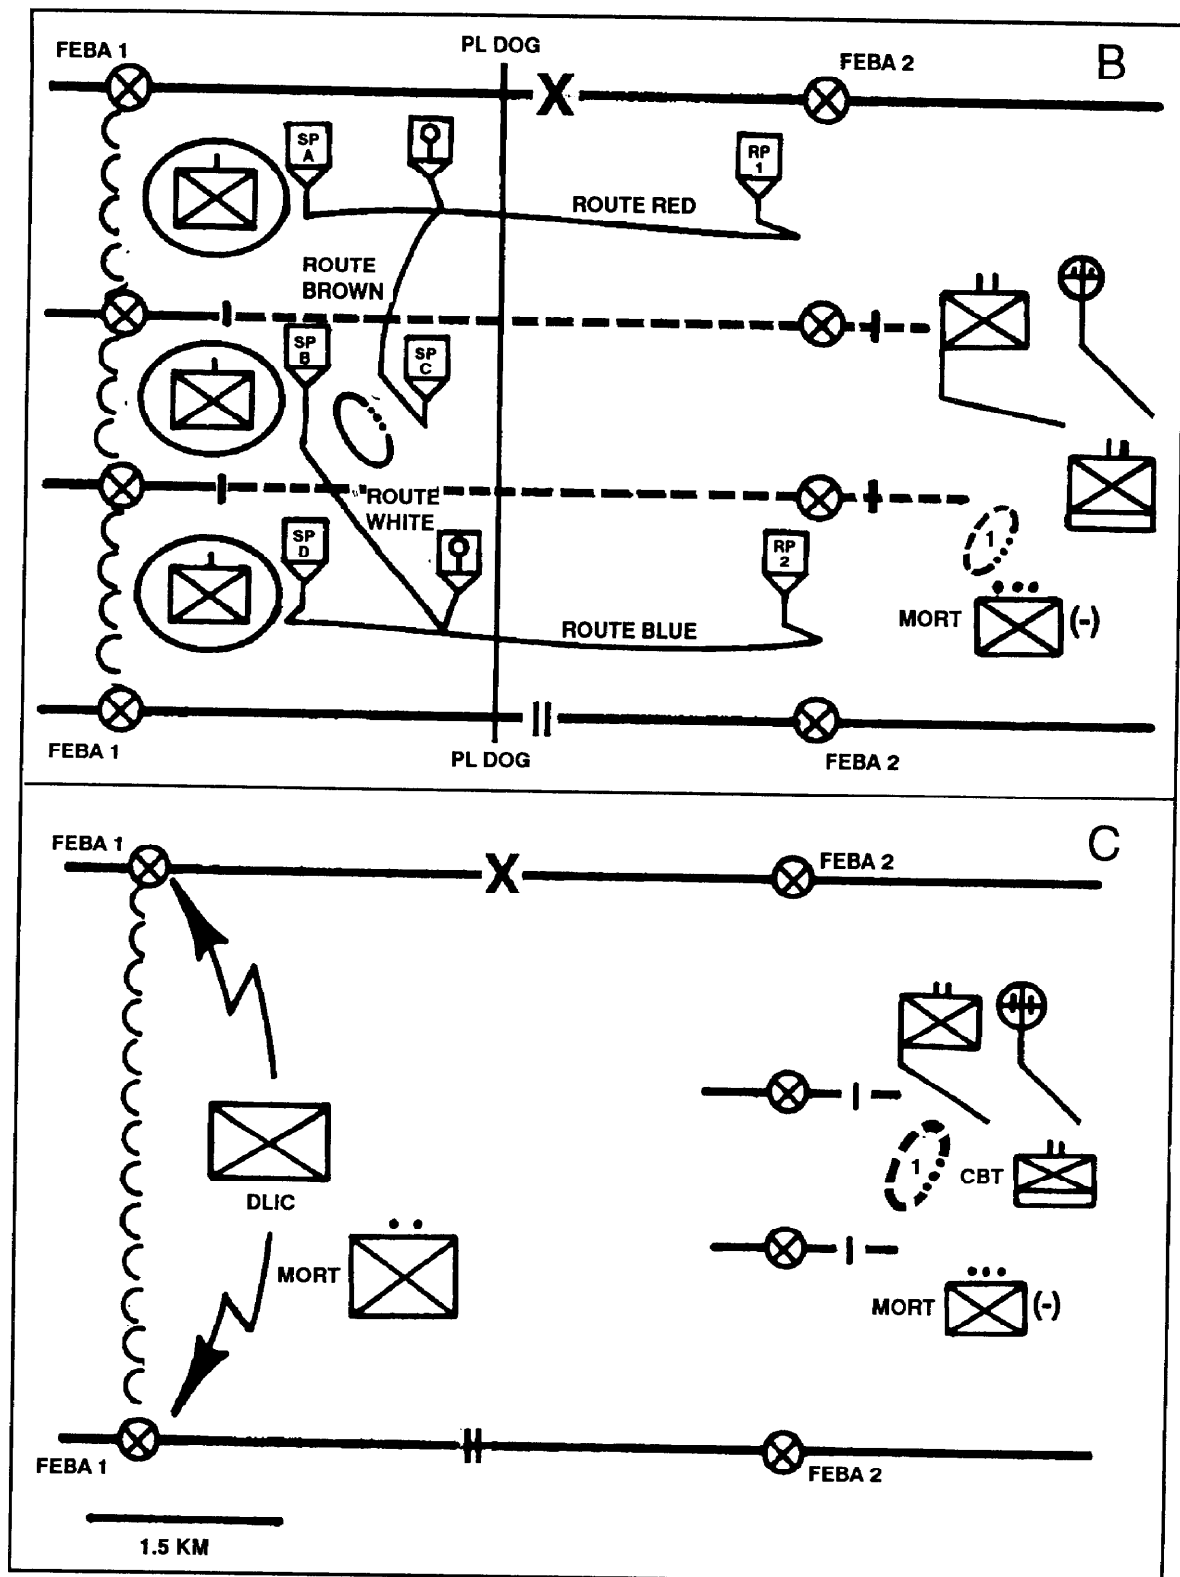 B
FEBA 1
PL DOG
FEBA 2
SP
A
RP
1
ROUTE RED
ROUTE
BROWN
SP
B
SP
C
ROUTE
WHITE
SP
D
RP
2
1
MORT
(-)
ROUTE BLUE
FEBA 1
PL DOG
FEBA 2
C
FEBA 1
FEBA 2
DLIC
1
CBT
MORT
MORT
(-)
FEBA 1
FEBA 2
1.5 KM